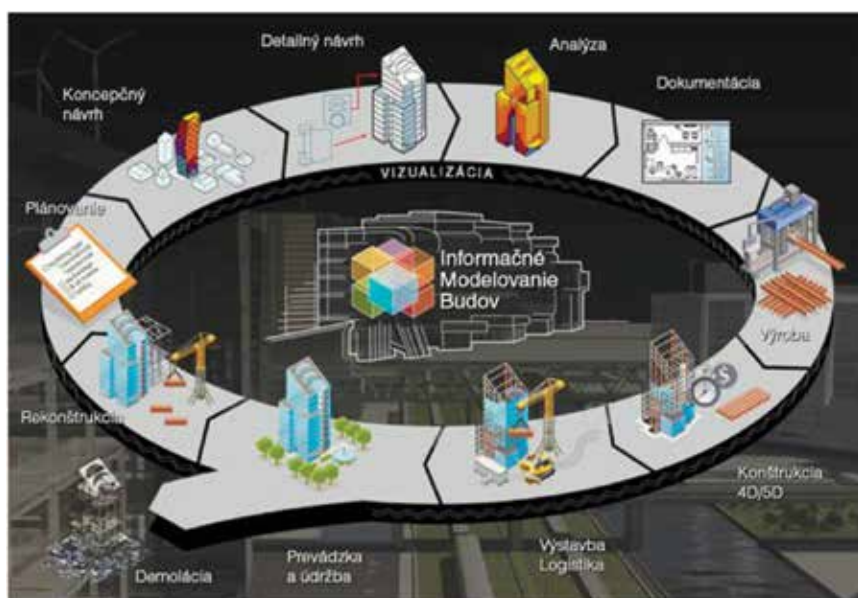 Detailný návrh
Analýza
Koncepčný
návrh
Dokumentácia
VIZUALIZÁCIA
Plánovanie
Informačné
Modelovanie
Budov
Výroba
Rekonštrukcia
Konštrukcia
4D/5D
Výstavba
Logistika
Prevádzka
a údržba
Demolácia